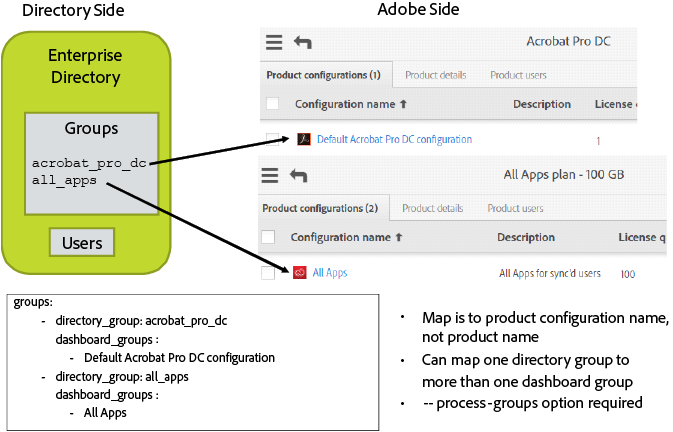 Directory Side
Adobe Side
Enterprise
Directory
Groups
acrobat_pro_dc
all_apps
Users
Acrobat Pro DC
Product configurations (1) Product details Product users
Configuration name ↑ Description License q
Default Acrobat Pro DC configuration 1
All Apps plan - 100 GB
Product configurations (2) Product details Product users
Configuration name ↑ Description License q
All Apps All Apps for sync'd users 100
groups:
- directory_group: acrobat_pro_dc
dashboard_groups :
- Default Acrobat Pro DC configuration
- directory_group: all_apps
dashboard_groups :
- All Apps
• Map is to product configuration name,
not product name
• Can map one directory group to
more than one dashboard group
• -- process-groups option required